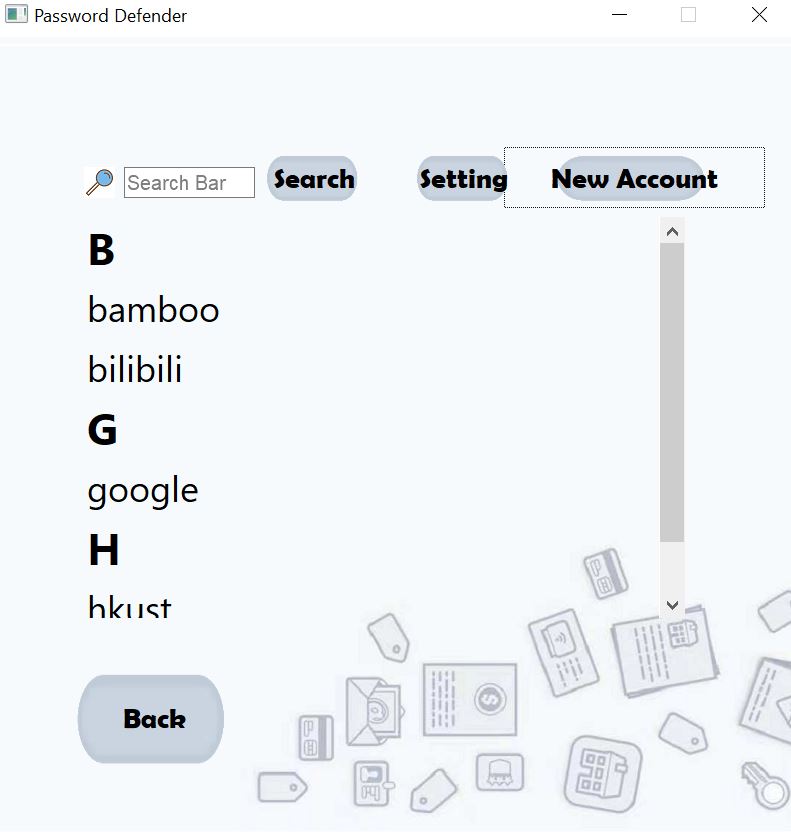 Password Defender
Search Bar
Search
Setting
New Account
B
bamboo
bilibili
G
google
H
hkust
Back